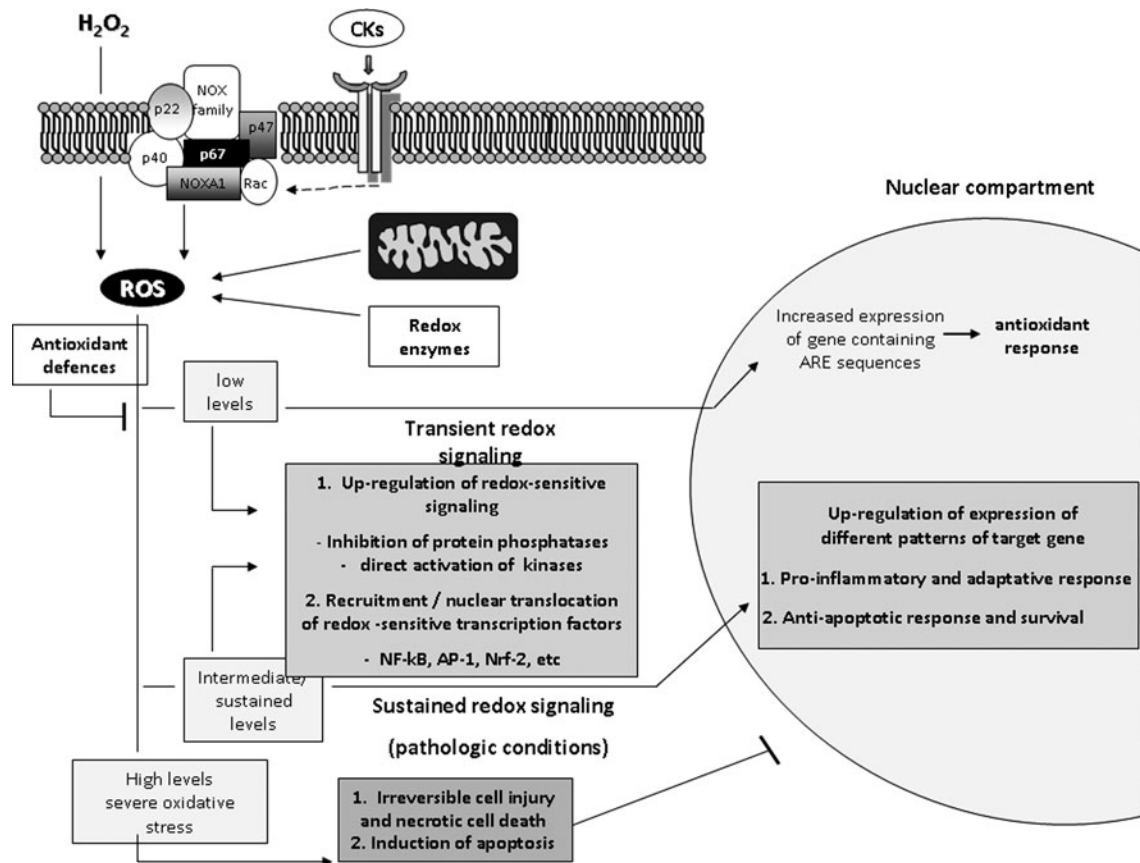 H2O2
CKs
NOX
family
p22
p47
p40
p67
NOXA1
Rac
Nuclear compartment
ROS
Redox
enzymes
Antioxidant
defences
Increased expression
of gene containing
ARE sequences
antioxidant
response
low
levels
Transient redox
signaling
1. Up-regulation of redox-sensitive
signaling
- Inhibition of protein phosphatases
- direct activation of kinases
2. Recruitment / nuclear translocation
of redox -sensitive transcription factors
- NF-kB, AP-1, Nrf-2, etc
Up-regulation of expression of
different patterns of target gene
1. Pro-inflammatory and adaptative response
2. Anti-apoptotic response and survival
Intermediate/
sustained
levels
Sustained redox signaling
(pathologic conditions)
High levels
severe oxidative
stress
1. Irreversible cell injury
and necrotic cell death
2. Induction of apoptosis